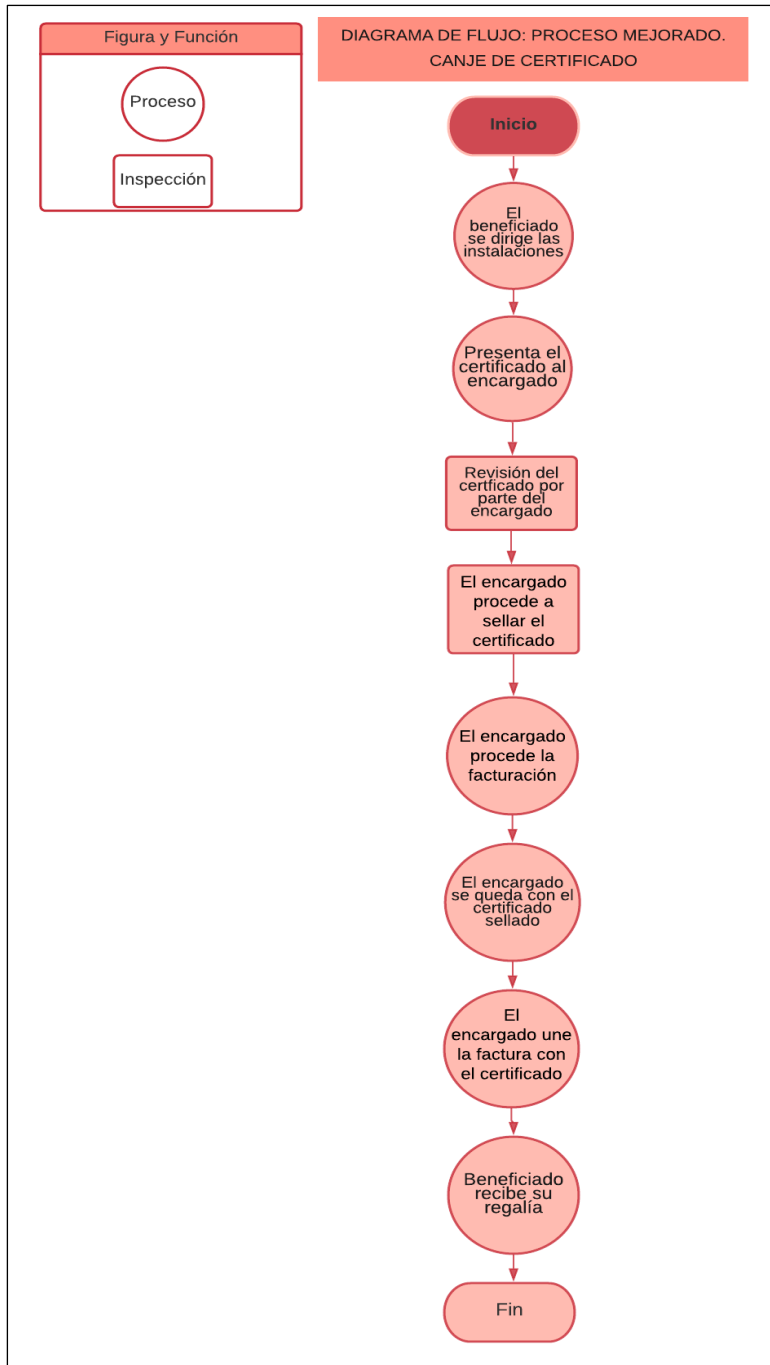 Figura y Función
Proceso
Inspección
DIAGRAMA DE FLUJO: PROCESO MEJORADO.
CANJE DE CERTIFICADO
Inicio
El
beneficiado
se dirige las
instalaciones
Presenta el
certificado al
encargado
Revisión del
certficado por
parte del
encargado
El encargado
procede a
sellar el
certificado
El encargado
procede la
facturación
El encargado
se queda con el
certificado
sellado
El
encargado une
la factura con
el certificado
Beneficiado
recibe su
regalía
Fin